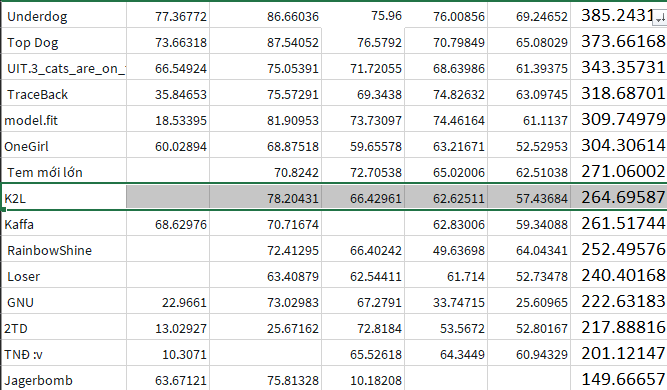 Underdog 77.36772 86.66036 75.96 76.00856 69.24652 385.2431
Top Dog 73.66318 87.54052 76.5792 70.79849 65.08029 373.66168
UIT.3_cats_are_on_ 66.54924 75.05391 71.72055 68.63986 61.39375 343.35731
TraceBack 35.84653 75.57291 69.3438 74.82632 63.09745 318.68701
model.fit 18.53395 81.90953 73.73097 74.46164 61.1137 309.74979
OneGirl 60.02894 68.87518 59.65578 63.21671 52.52953 304.30614
Tem mới lớn 70.8242 72.70538 65.02006 62.51038 271.06002
K2L 78.20431 66.42961 62.62511 57.43684 264.69587
Kaffa 68.62976 70.71674 62.83006 59.34088 261.51744
RainbowShine 72.41295 66.40242 49.63698 64.04341 252.49576
Loser 63.40879 62.54411 61.714 52.73478 240.40168
GNU 22.9661 73.02983 67.2791 33.74715 25.60965 222.63183
2TD 13.02927 25.67162 72.8184 53.5672 52.80167 217.88816
TNĐ :v 10.3071 65.52618 64.3449 60.94329 201.12147
Jagerbomb 63.67121 75.81328 10.18208 149.66657